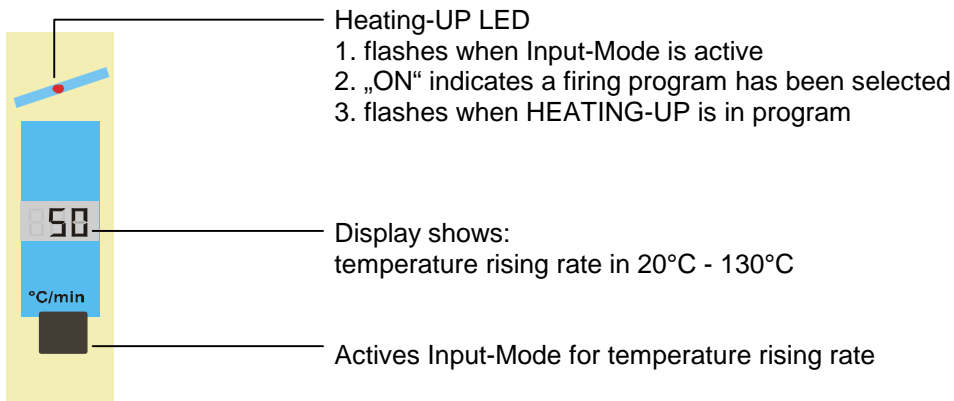 Heating-UP LED
1. flashes when Input-Mode is active
2. „ON“ indicates a firing program has been selected
3. flashes when HEATING-UP is in program
50
Display shows:
temperature rising rate in 20°C - 130°C
°C/min
Actives Input-Mode for temperature rising rate